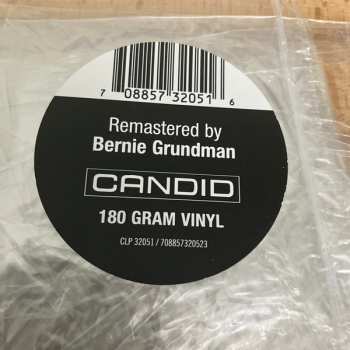 7 08857 32051 6
Remastered by
Bernie Grundman
CANDID
180 GRAM VINYL
CLP 32051 / 708857320523